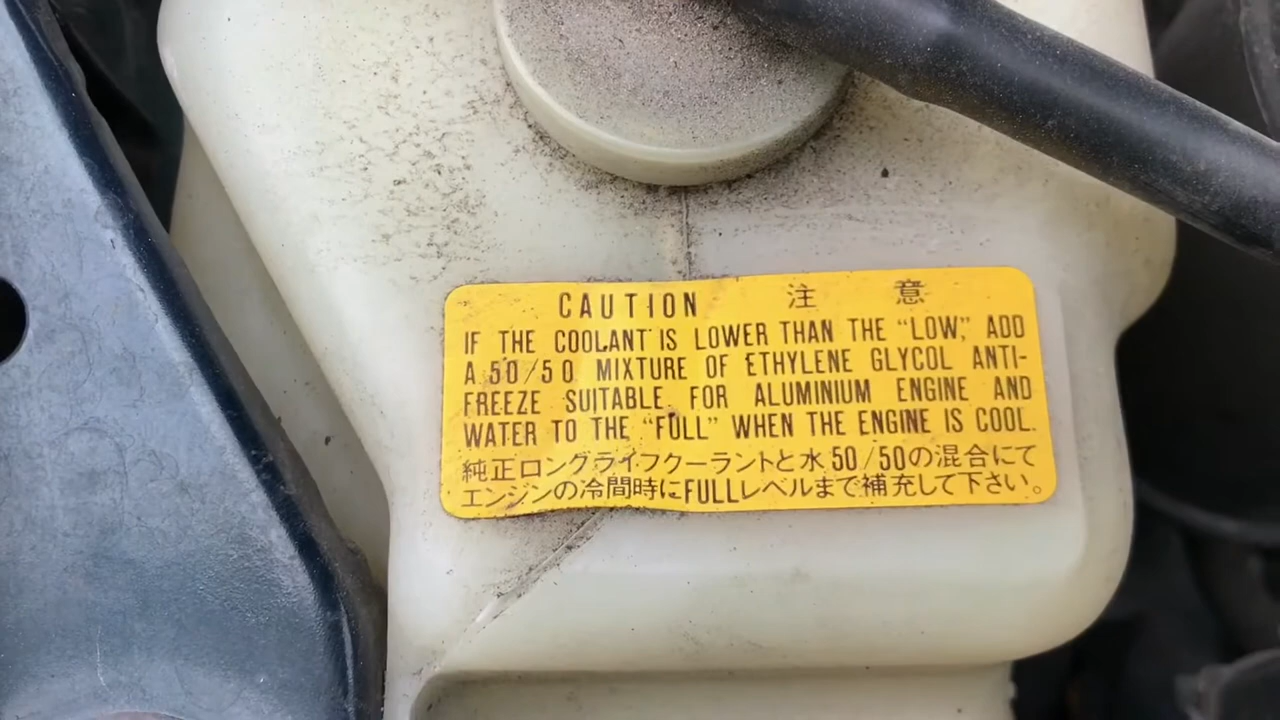 CAUTION 注意
IF THE COOLANT IS LOWER THAN THE “LOW,” ADD
A 50/50 MIXTURE OF ETHYLENE GLYCOL ANTI-
FREEZE SUITABLE FOR ALUMINIUM ENGINE AND
WATER TO THE “FULL” WHEN THE ENGINE IS COOL.
純正ロングライフクーラントと水50/50の混合にて
エンジンの冷間時にFULLレベルまで補充して下さい。